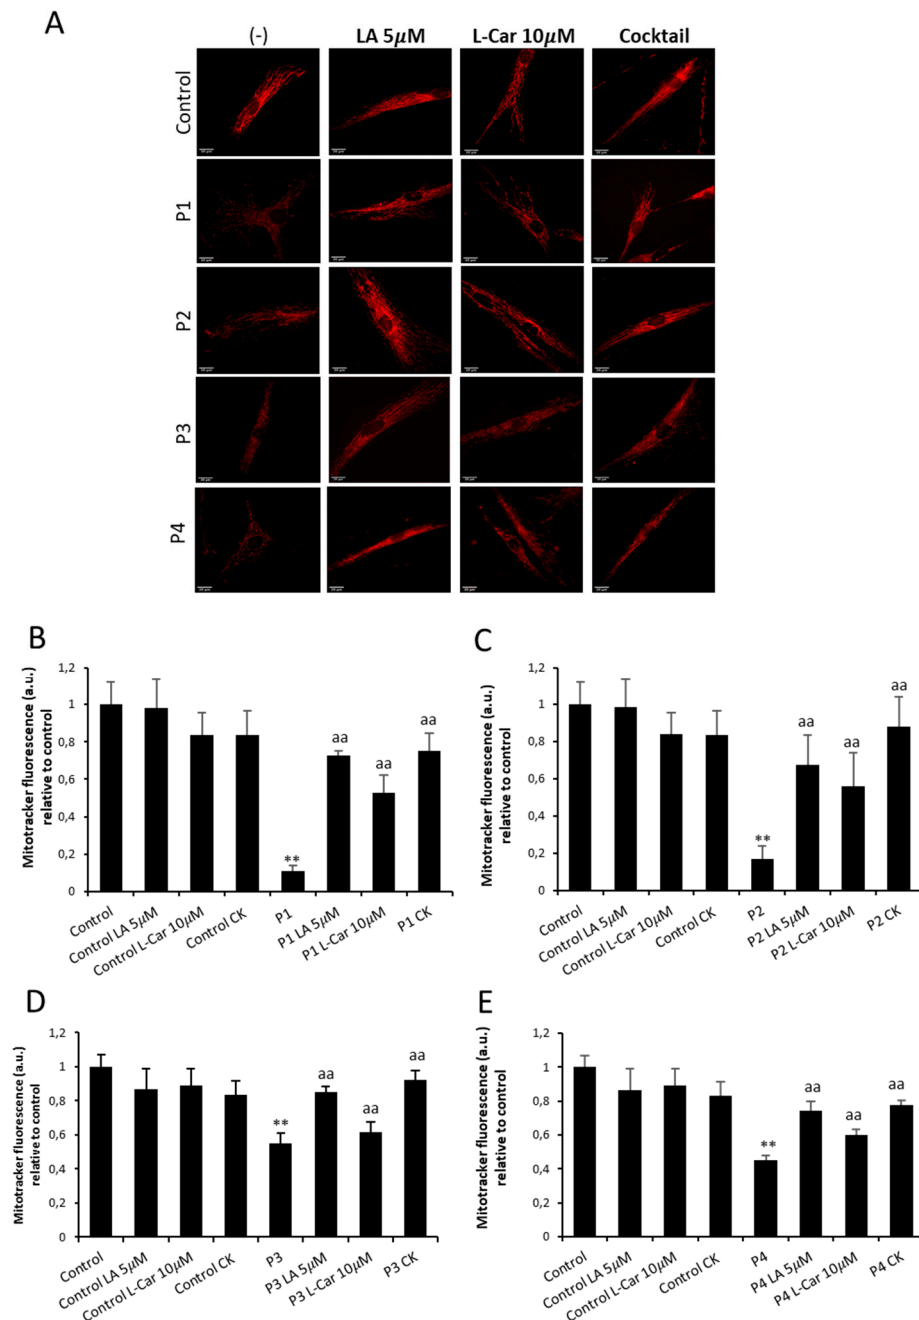 A
(-)
LA 5μM
L-Car 10μM
Cocktail
Control
P1
P2
P3
P4
B
Mitotracker fluorescence (a.u.)
relative to control
1,2
1
0,8
0,6
0,4
0,2
0
**
aa
aa
aa
Control
Control LA 5μM
Control L-Car 10μM
Control CK
P1
P1 LA 5μM
P1 L-Car 10μM
P1 CK
C
Mitotracker fluorescence (a.u.)
relative to control
1,2
1
0,8
0,6
0,4
0,2
0
**
aa
aa
aa
Control
Control LA 5μM
Control L-Car 10μM
Control CK
P2
P2 LA 5μM
P2 L-Car 10μM
P2 CK
D
Mitotracker fluorescence (a.u.)
relative to control
1,2
1
0,8
0,6
0,4
0,2
0
**
aa
aa
aa
Control
Control LA 5μM
Control L-Car 10μM
Control CK
P3
P3 LA 5μM
P3 L-Car 10μM
P3 CK
E
Mitotracker fluorescence (a.u.)
relative to control
1,2
1
0,8
0,6
0,4
0,2
0
**
aa
aa
aa
Control
Control LA 5μM
Control L-Car 10μM
Control CK
P4
P4 LA 5μM
P4 L-Car 10μM
P4 CK